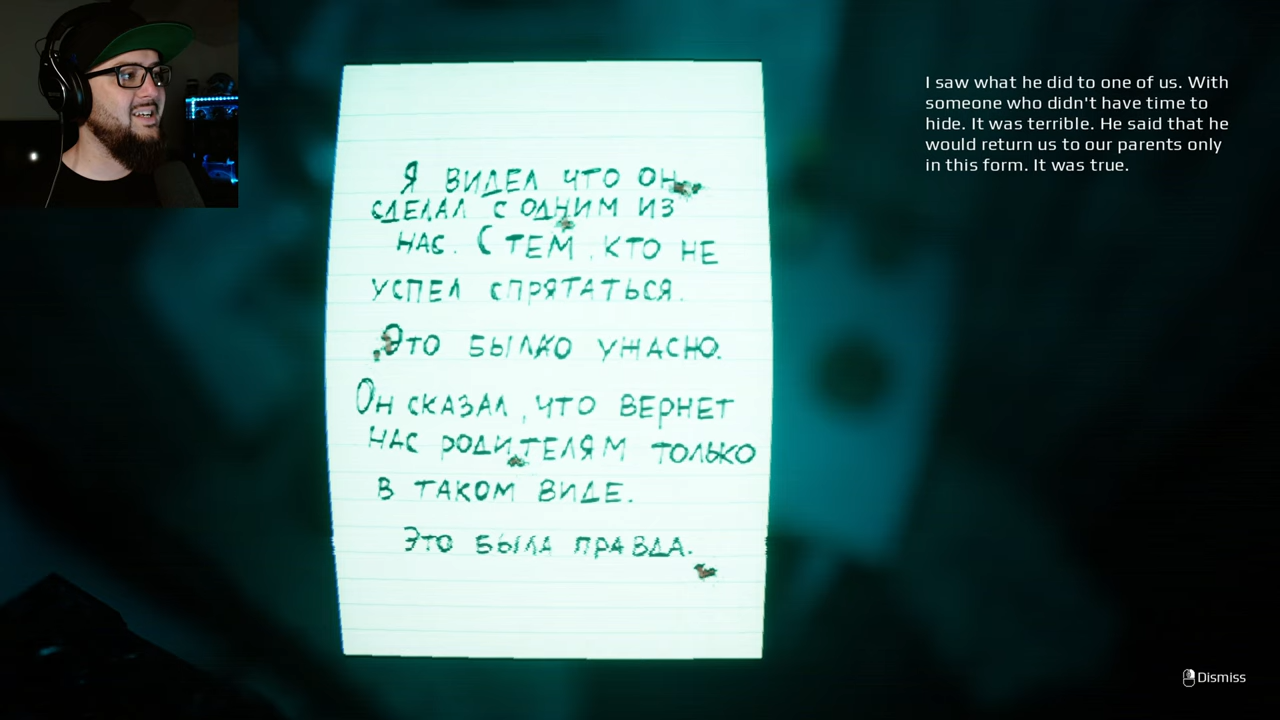 Я ВИДЕЛ ЧТО ОН
СДЕЛАЛ С ОДНИМ ИЗ
НАС. С ТЕМ, КТО НЕ
УСПЕЛ СПРЯТАТЬСЯ.
ЭТО БЫЛКО УЖАСНО.
ОН СКАЗАЛ, ЧТО ВЕРНЕТ
НАС РОДИТЕЛЯМ ТОЛЬКО
В ТАКОМ ВИДЕ.
ЭТО БЫЛА ПРАВДА.
I saw what he did to one of us. With
someone who didn't have time to
hide. It was terrible. He said that he
would return us to our parents only
in this form. It was true.
Dismiss